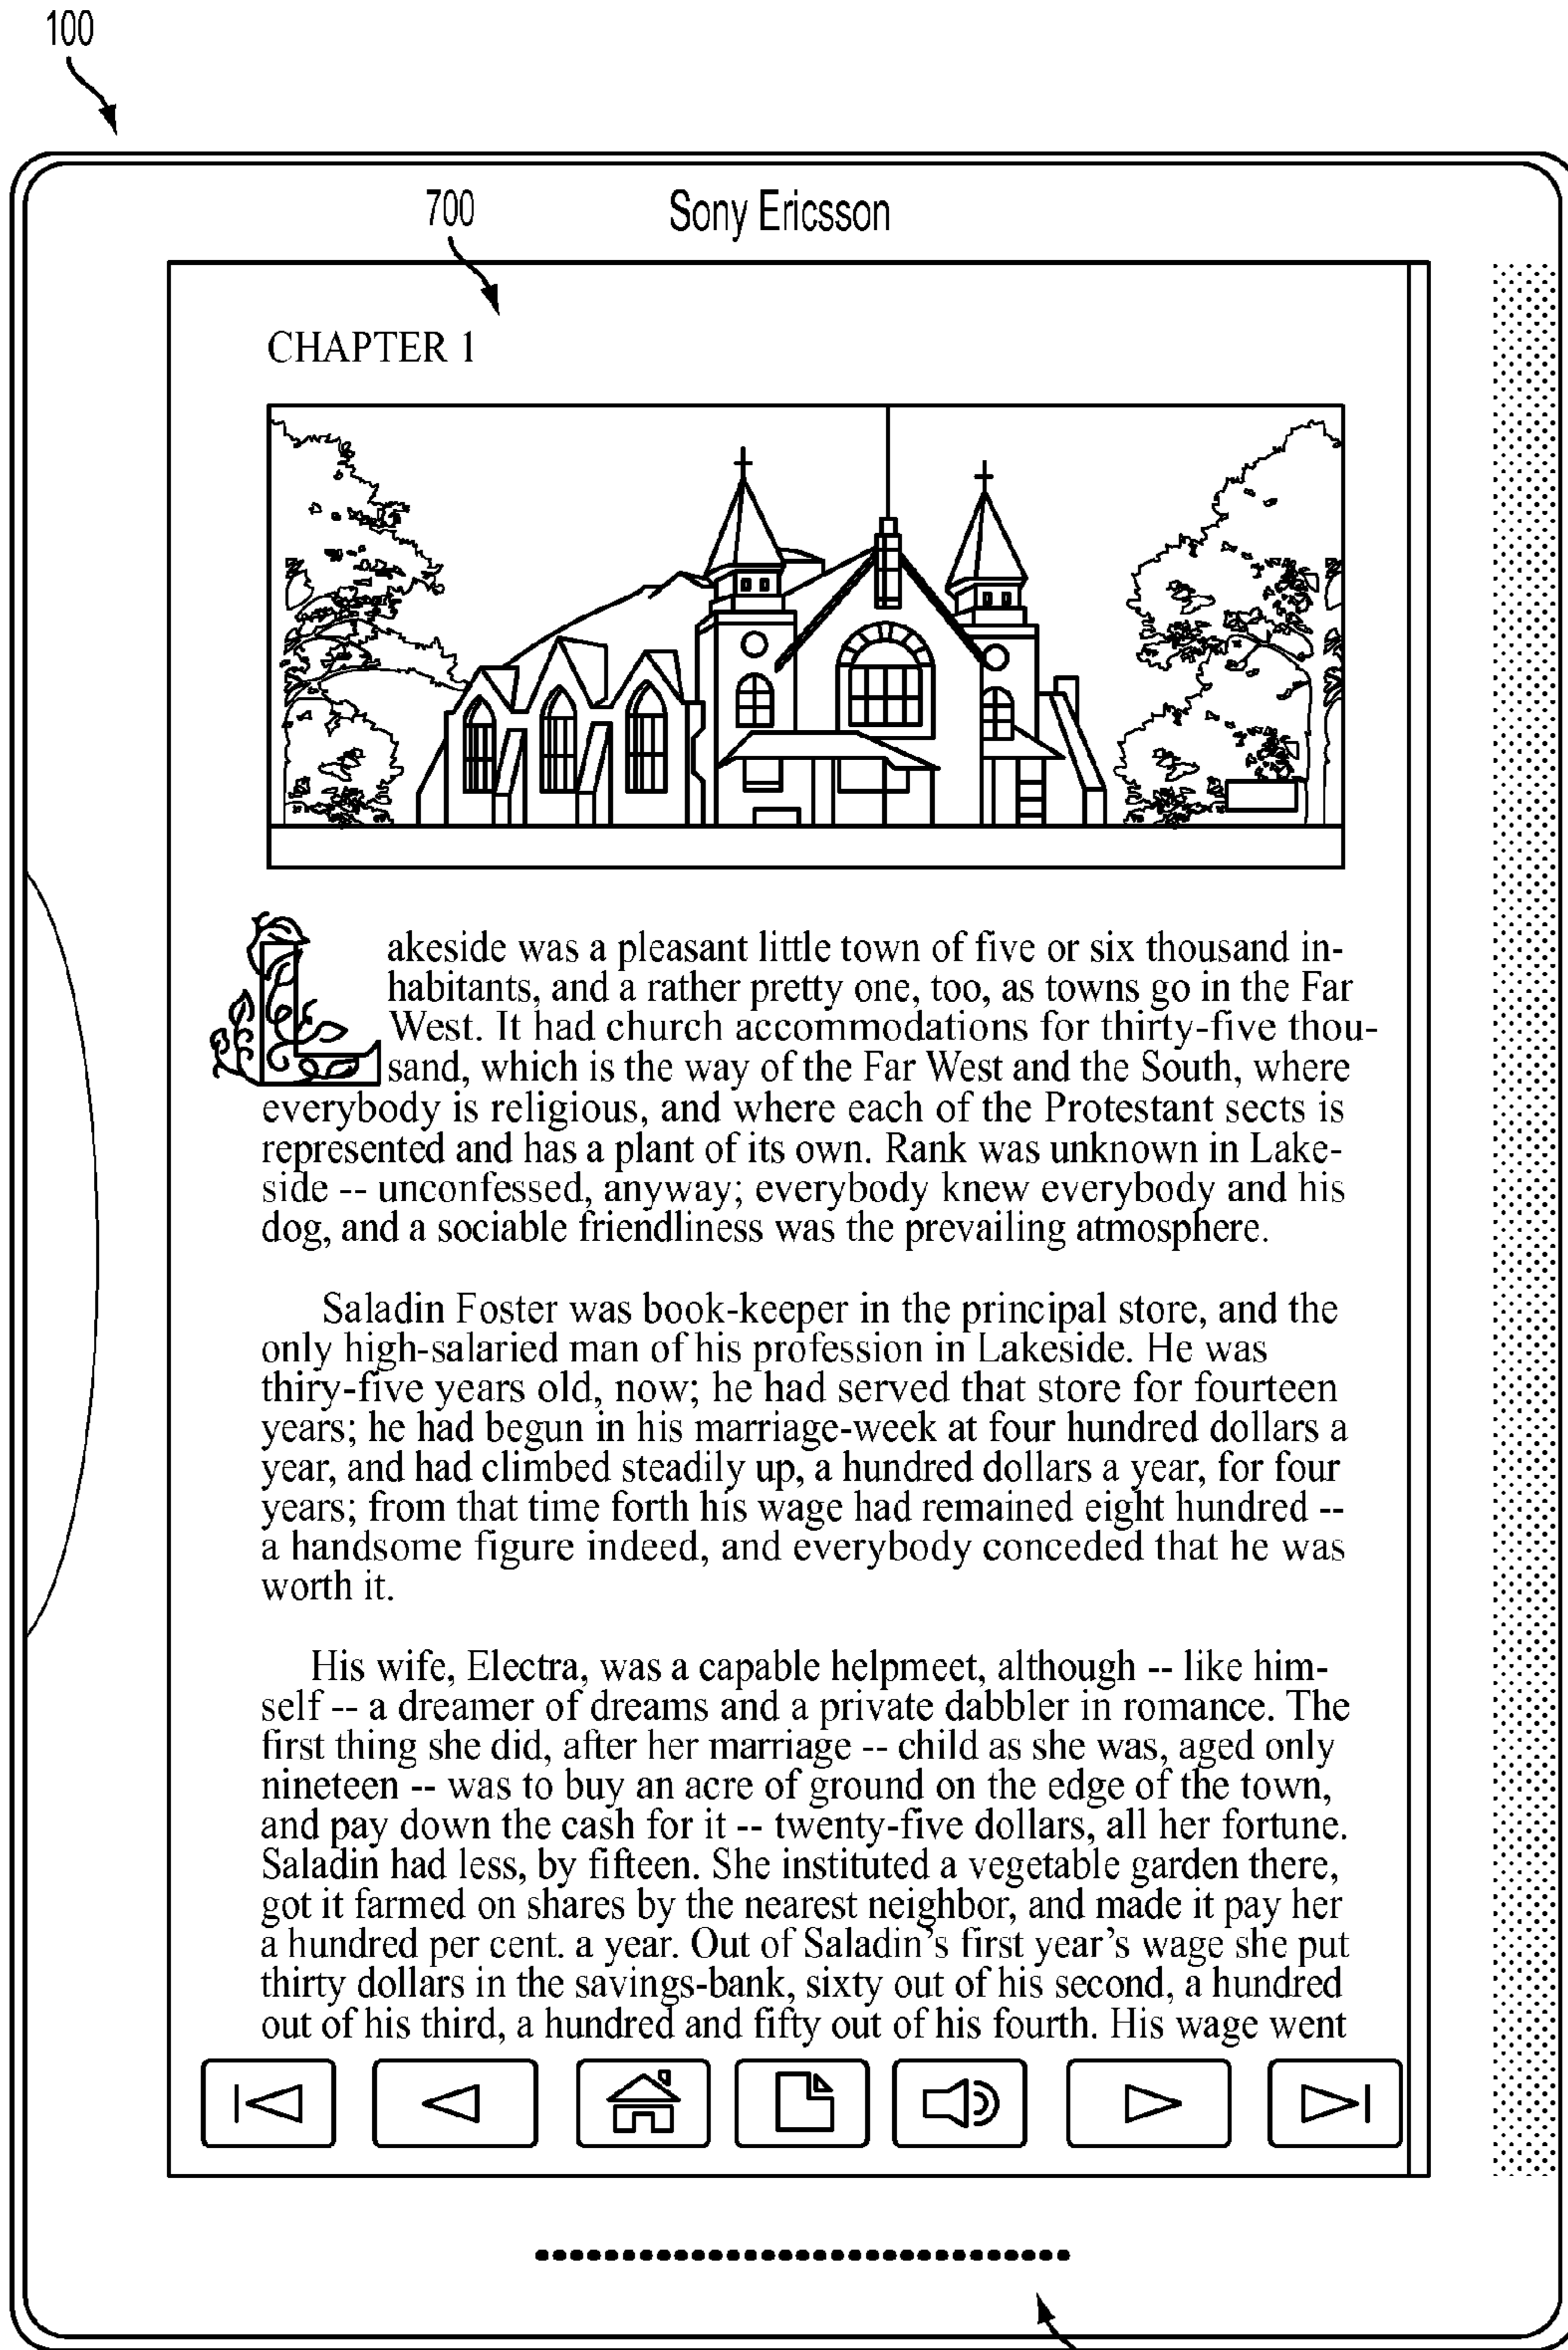 100
700
Sony Ericsson
CHAPTER 1
Lakeside was a pleasant little town of five or six thousand in-
habitants, and a rather pretty one, too, as towns go in the Far
West. It had church accommodations for thirty-five thou-
sand, which is the way of the Far West and the South, where
everybody is religious, and where each of the Protestant sects is
represented and has a plant of its own. Rank was unknown in Lake-
side -- unconfessed, anyway; everybody knew everybody and his
dog, and a sociable friendliness was the prevailing atmosphere.
Saladin Foster was book-keeper in the principal store, and the
only high-salaried man of his profession in Lakeside. He was
thiry-five years old, now; he had served that store for fourteen
years; he had begun in his marriage-week at four hundred dollars a
year, and had climbed steadily up, a hundred dollars a year, for four
years; from that time forth his wage had remained eight hundred --
a handsome figure indeed, and everybody conceded that he was
worth it.
His wife, Electra, was a capable helpmeet, although -- like him-
self -- a dreamer of dreams and a private dabbler in romance. The
first thing she did, after her marriage -- child as she was, aged only
nineteen -- was to buy an acre of ground on the edge of the town,
and pay down the cash for it -- twenty-five dollars, all her fortune.
Saladin had less, by fifteen. She instituted a vegetable garden there,
got it farmed on shares by the nearest neighbor, and made it pay her
a hundred per cent. a year. Out of Saladin's first year's wage she put
thirty dollars in the savings-bank, sixty out of his second, a hundred
out of his third, a hundred and fifty out of his fourth. His wage went